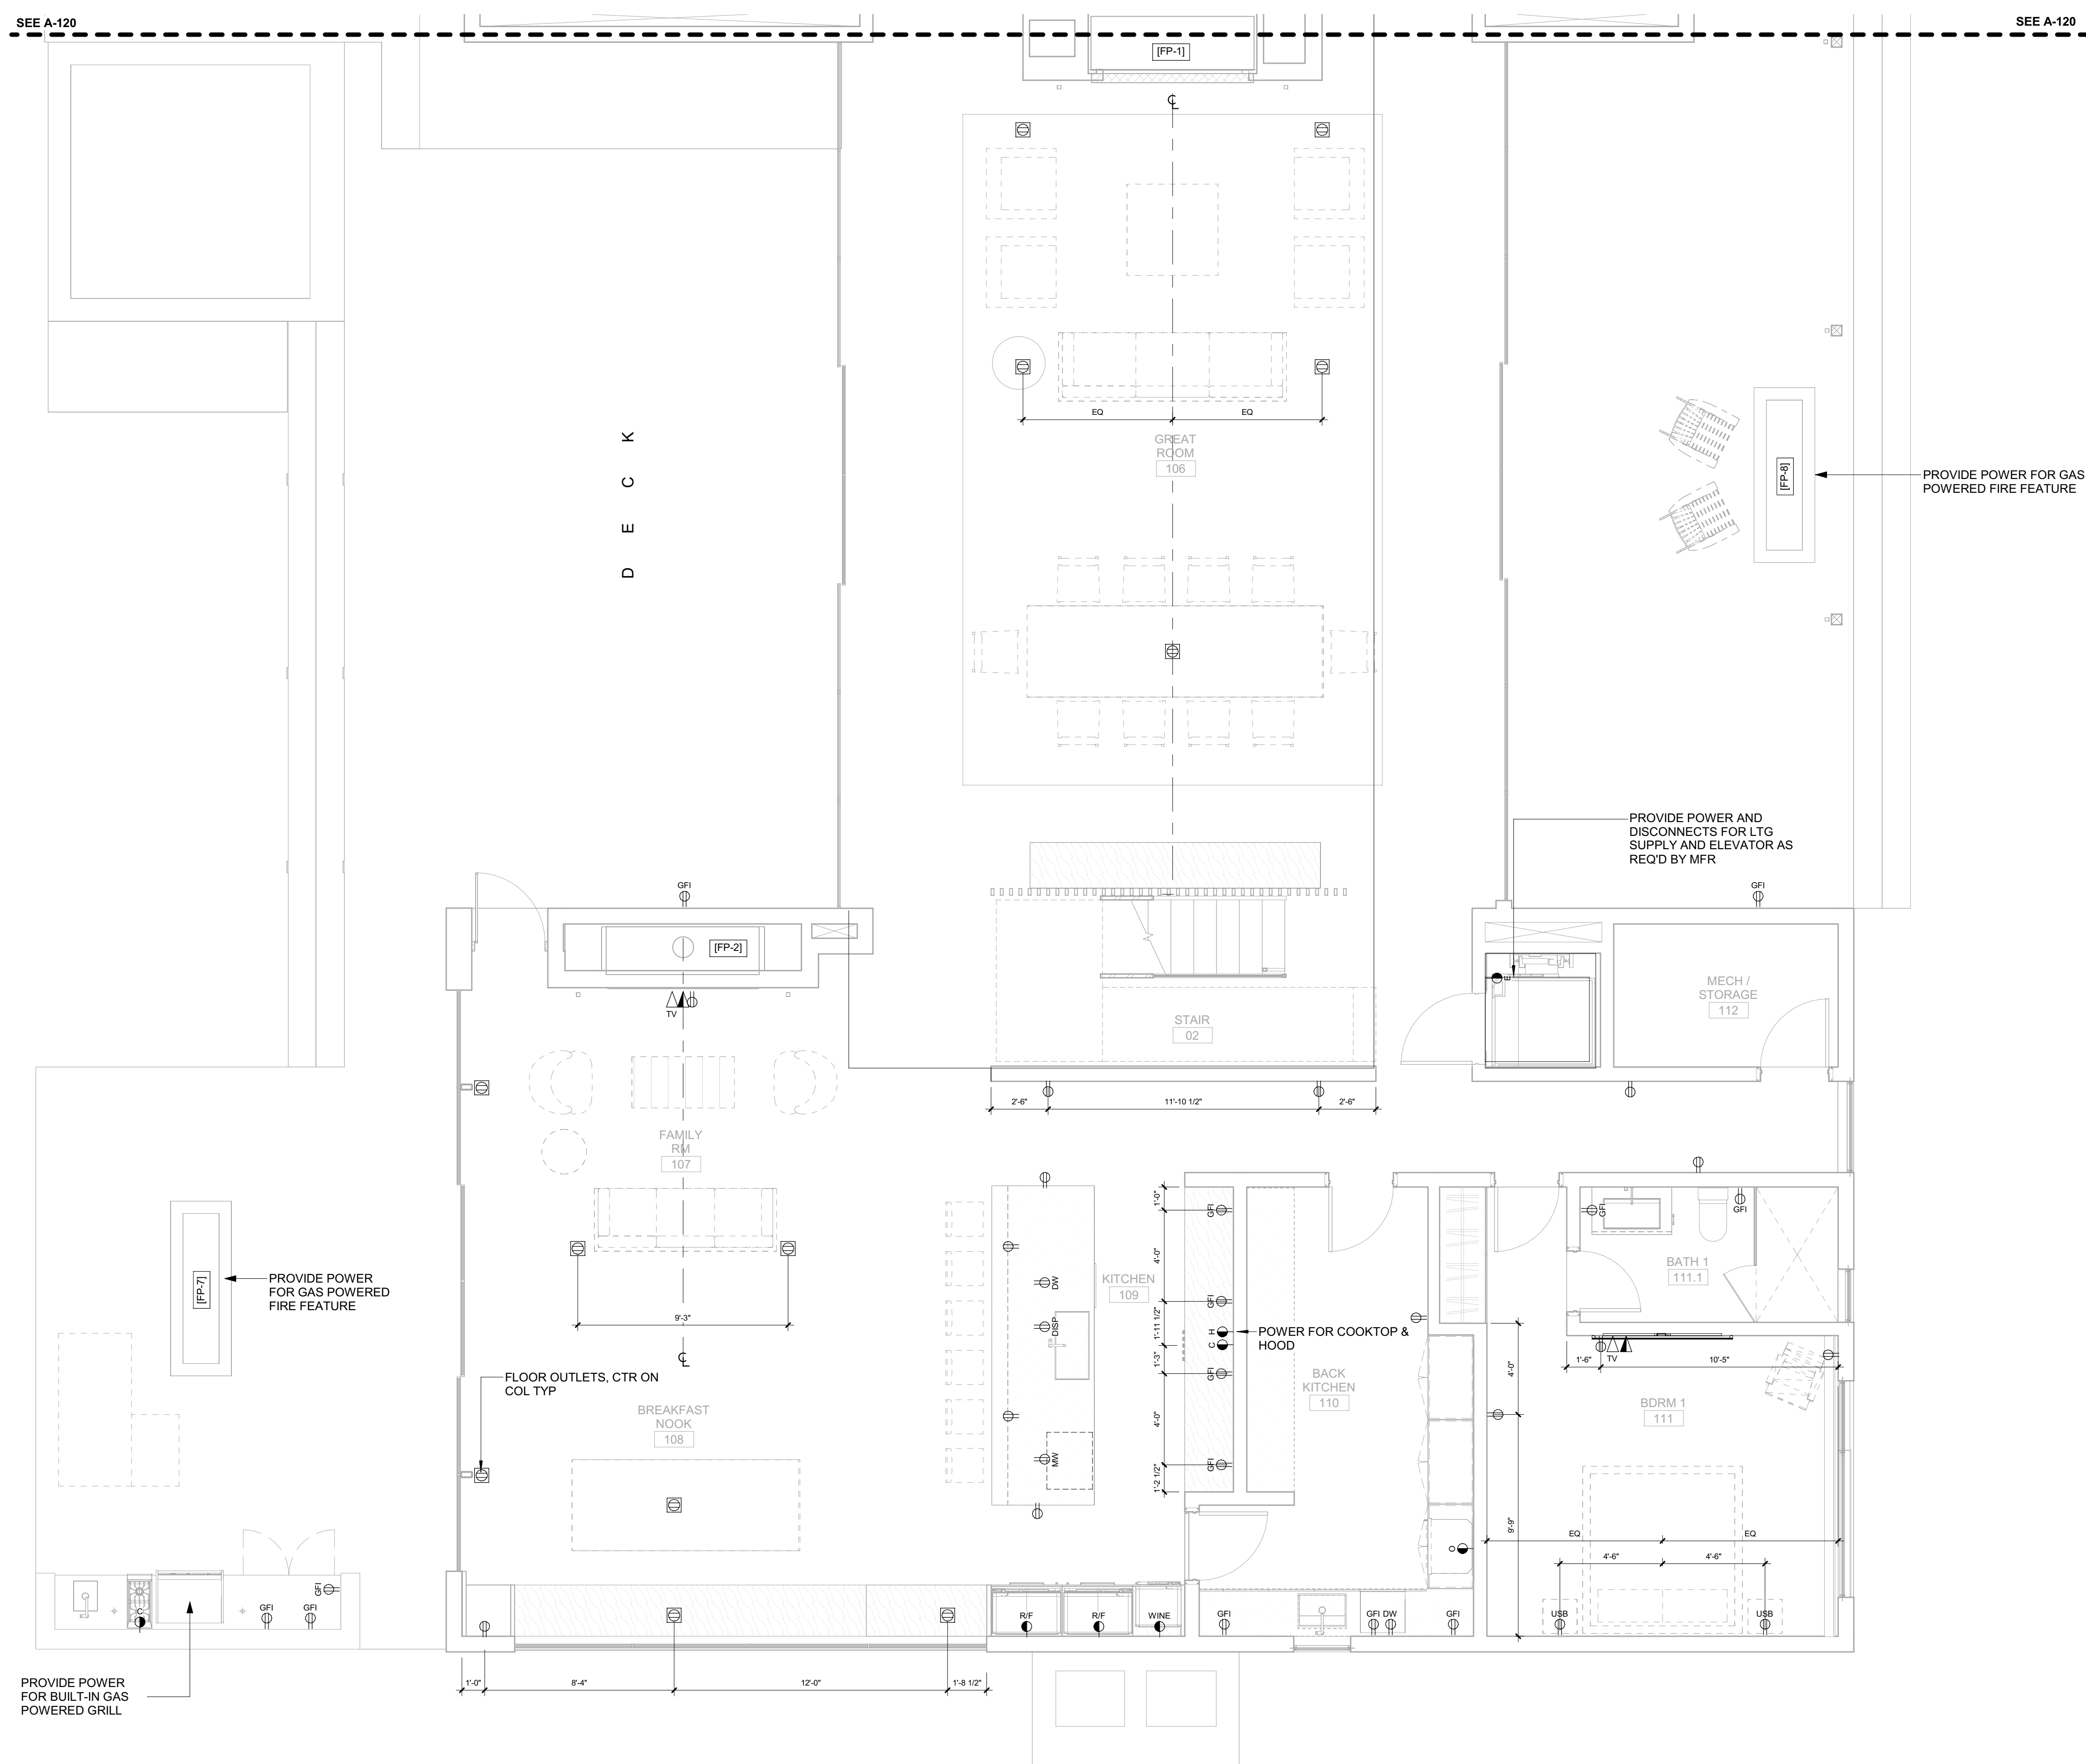 SEE A-120
SEE A-120
[FP-1]
℄
EQ
EQ
GREAT
ROOM
106
DECK
[FP-8]
PROVIDE POWER FOR GAS
POWERED FIRE FEATURE
PROVIDE POWER AND
DISCONNECTS FOR LTG
SUPPLY AND ELEVATOR AS
REQ'D BY MFR
GFI
GFI
[FP-2]
E
TV
MECH /
STORAGE
112
STAIR
02
2'-6"
11'-10 1/2"
2'-6"
FAMILY
RM
107
9'-3"
℄
[FP-7]
PROVIDE POWER
FOR GAS POWERED
FIRE FEATURE
FLOOR OUTLETS, CTR ON
COL TYP
BREAKFAST
NOOK
108
DW
DISP
MW
KITCHEN
109
1'-0"
4'-0"
1'-11 1/2"
1'-3"
4'-0"
1'-2 1/2"
GFI
GFI
H
C
GFI
GFI
POWER FOR COOKTOP &
HOOD
BACK
KITCHEN
110
O
GFI
GFI
BATH 1
111.1
TV
1'-6"
10'-5"
4'-0"
9'-9"
BDRM 1
111
EQ
EQ
4'-6"
4'-6"
USB
USB
C
GFI
GFI
GFI
R/F
R/F
WINE
GFI
GFI
DW
GFI
1'-0"
8'-4"
12'-0"
1'-8 1/2"
PROVIDE POWER
FOR BUILT-IN GAS
POWERED GRILL